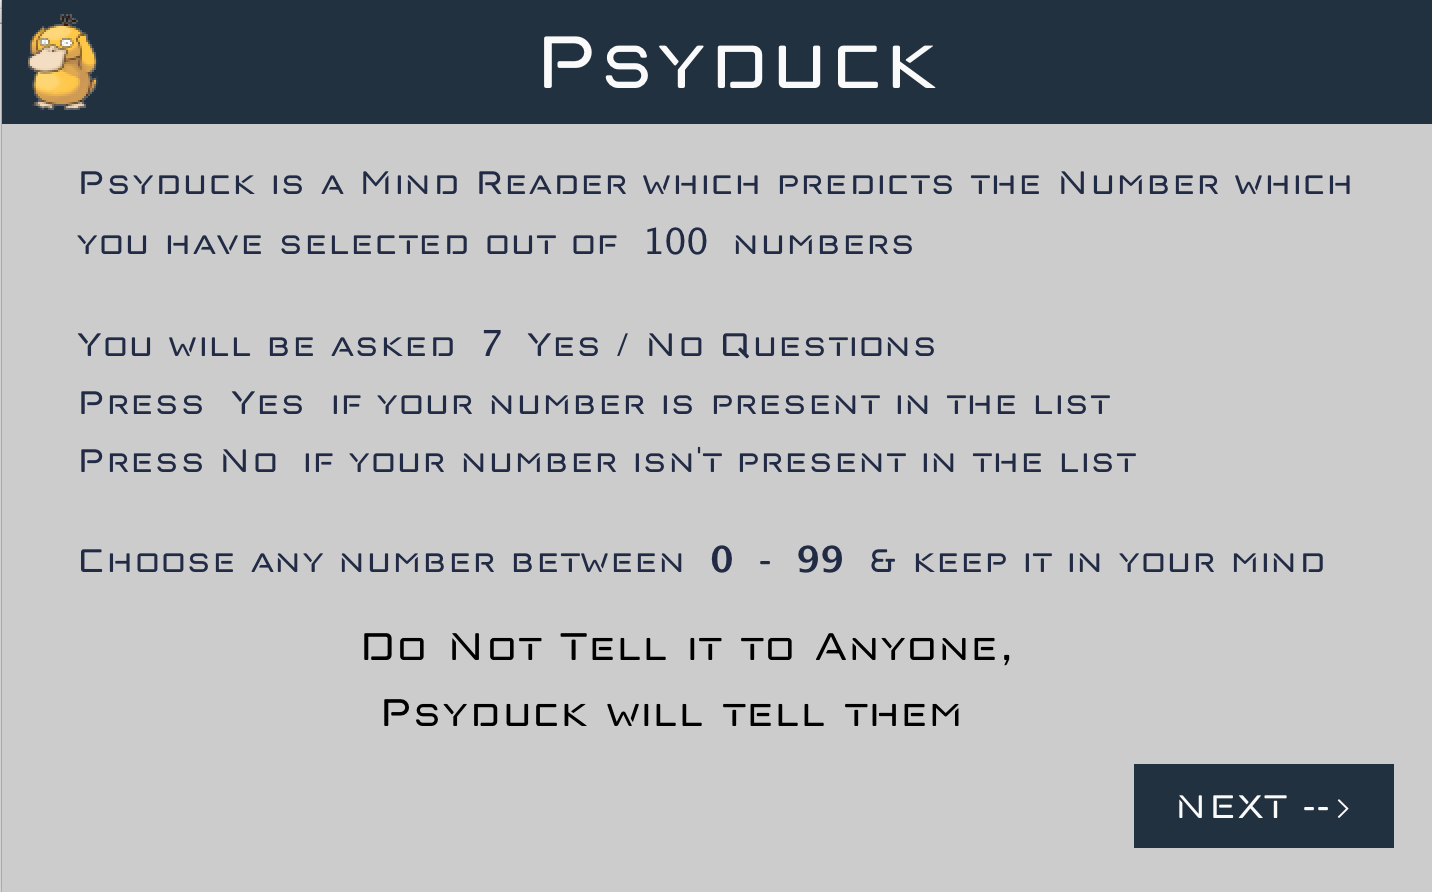 Psyduck
Psyduck is a Mind Reader which predicts the Number which
you have selected out of 100 numbers
You will be asked 7 Yes / No Questions
Press Yes if your number is present in the list
Press No if your number isn't present in the list
Choose any number between 0 - 99 & keep it in your mind
Do Not Tell it to Anyone,
Psyduck will tell them
NEXT -->